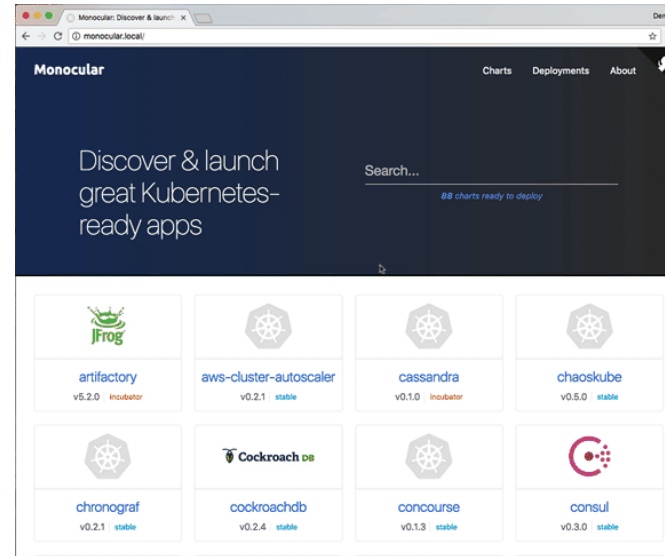 Monocular: Discover & launch
Der
monocular.local/
Monocular
Charts Deployments About
Discover & launch
great Kubernetes-
ready apps
Search...
88 charts ready to deploy
JFrog
artifactory
v5.2.0 incubator
aws-cluster-autoscaler
v0.2.1 stable
cassandra
v0.1.0 incubator
chaoskube
v0.5.0 stable
chronograf
v0.2.1 stable
Cockroach DB
cockroachdb
v0.2.4 stable
concourse
v0.1.3 stable
consul
v0.3.0 stable